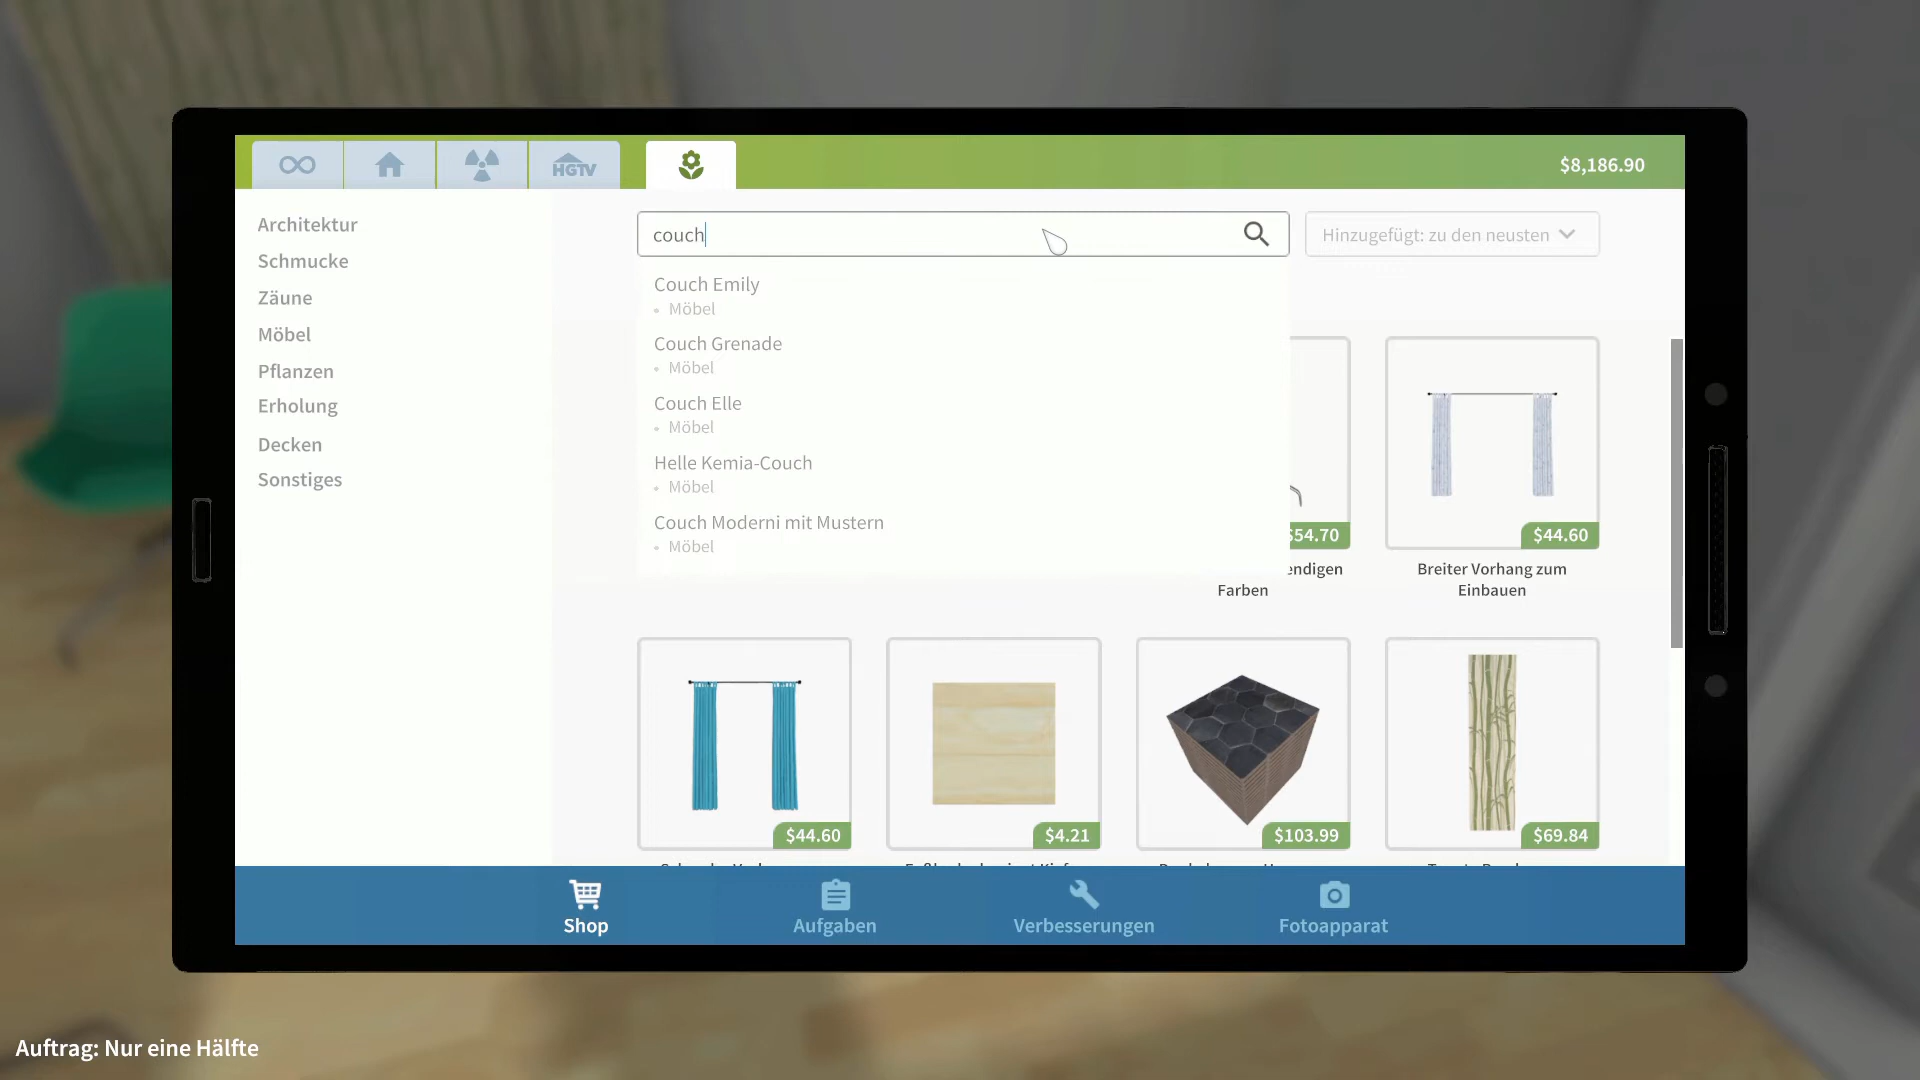 HGTV
$8,186.90
Architektur
Schmucke
Zäune
Möbel
Pflanzen
Erholung
Decken
Sonstiges
couch
Hinzugefügt: zu den neusten
Couch Emily
• Möbel
Couch Grenade
• Möbel
Couch Elle
• Möbel
Helle Kemia-Couch
• Möbel
Couch Moderni mit Mustern
• Möbel
$54.70
endigen
Farben
$44.60
Breiter Vorhang zum
Einbauen
$44.60
$4.21
$103.99
$69.84
Shop
Aufgaben
Verbesserungen
Fotoapparat
Auftrag: Nur eine Hälfte